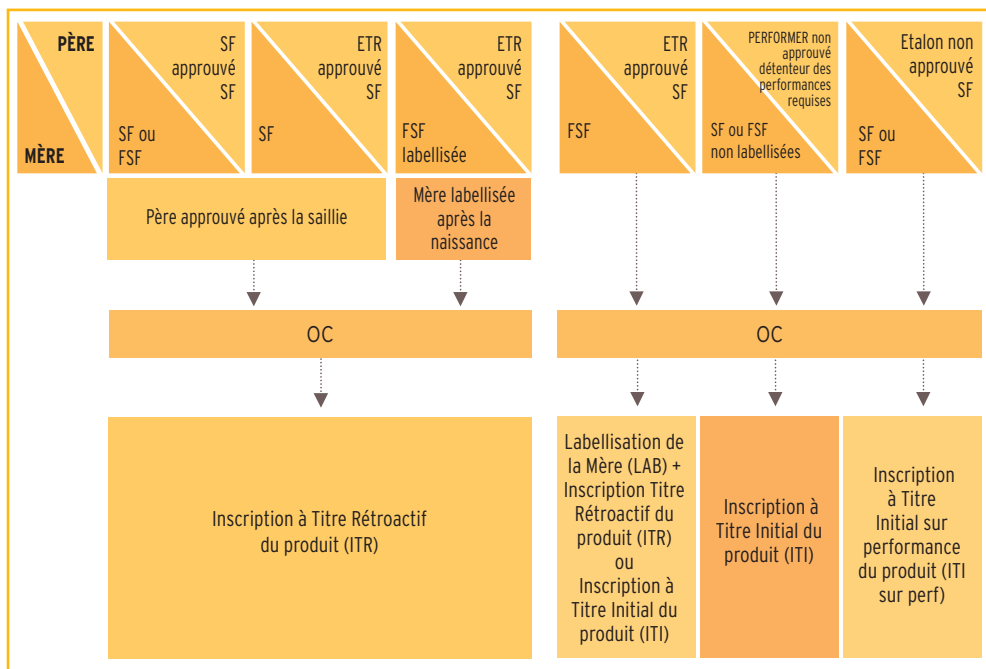 PÈRE
MÈRE
SF
approuvé
SF
SF ou
FSF
ETR
approuvé
SF
SF
ETR
approuvé
SF
FSF
labellisée
ETR
approuvé
SF
FSF
PERFORMER non
approuvé
détenteur des
performances
requises
SF ou FSF
non labellisées
Etalon non
approuvé
SF
SF ou
FSF
Père approuvé après la saillie
Mère labellisée
après la
naissance
OC
OC
Inscription à Titre Rétroactif
du produit (ITR)
Labellisation de
la Mère (LAB) +
Inscription Titre
Rétroactif du
produit (ITR)
ou
Inscription à
Titre Initial du
produit (ITI)
Inscription à
Titre Initial du
produit (ITI)
Inscription
à Titre
Initial sur
performance
du produit (ITI
sur perf)